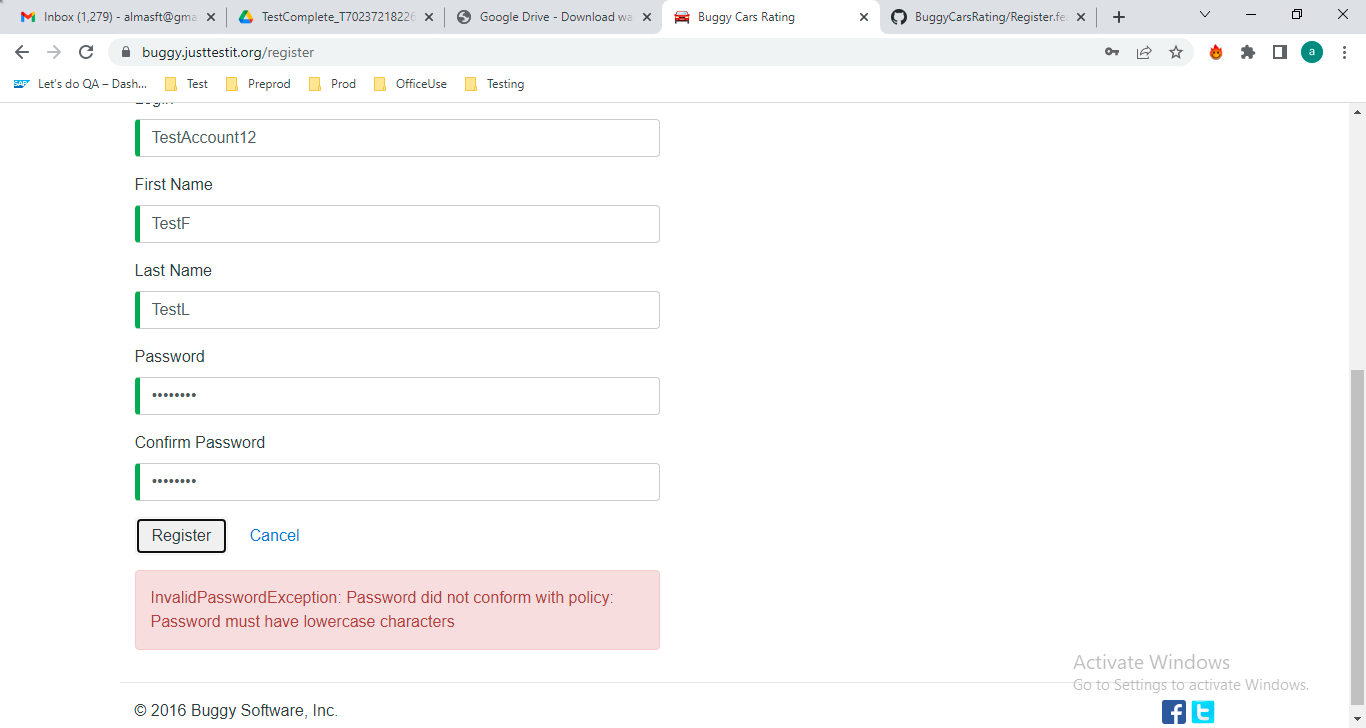 Inbox (1,279) - almasft@gma
TestComplete_T70237218226
Google Drive - Download wa
Buggy Cars Rating
BuggyCarsRating/Register.fe
buggy.justtestit.org/register
a
Let's do QA – Dash...
Test
Preprod
Prod
OfficeUse
Testing
Login
TestAccount12
First Name
TestF
Last Name
TestL
Password
••••••••
Confirm Password
••••••••
Register
Cancel
InvalidPasswordException: Password did not conform with policy:
Password must have lowercase characters
Activate Windows
Go to Settings to activate Windows.
© 2016 Buggy Software, Inc.